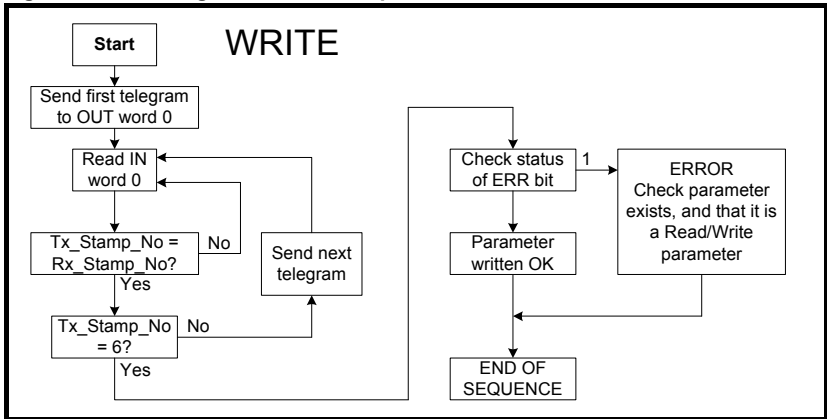 Start
WRITE
Send first telegram
to OUT word 0
Read IN
word 0
Tx_Stamp_No =
Rx_Stamp_No?
No
Yes
Send next
telegram
Tx_Stamp_No
= 6?
No
Yes
Check status
of ERR bit
1
ERROR
Check parameter
exists, and that it is
a Read/Write
parameter
Parameter
written OK
END OF
SEQUENCE